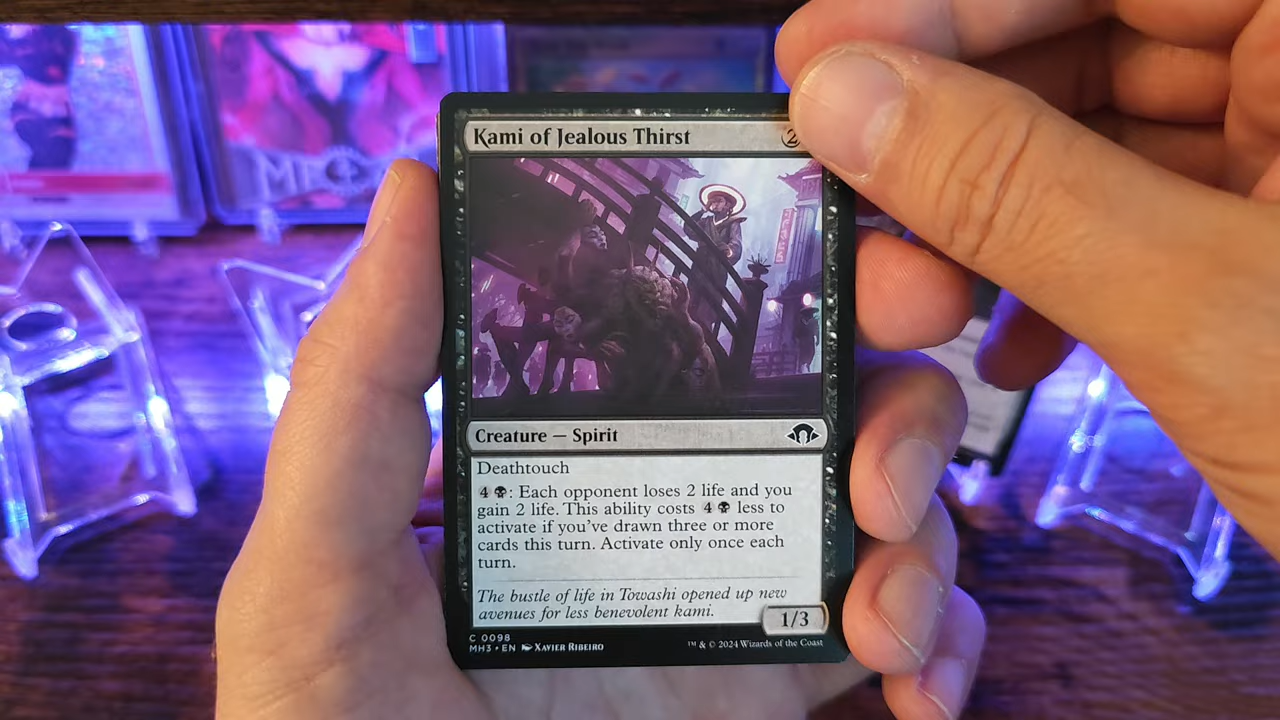 Kami of Jealous Thirst 2
Creature — Spirit
Deathtouch
4: Each opponent loses 2 life and you
gain 2 life. This ability costs 4 less to
activate if you've drawn three or more
cards this turn. Activate only once each
turn.
The bustle of life in Towashi opened up new
avenues for less benevolent kami.
1/3
C 0098
MH3 • EN Xavier Ribeiro
™ & © 2024 Wizards of the Coast